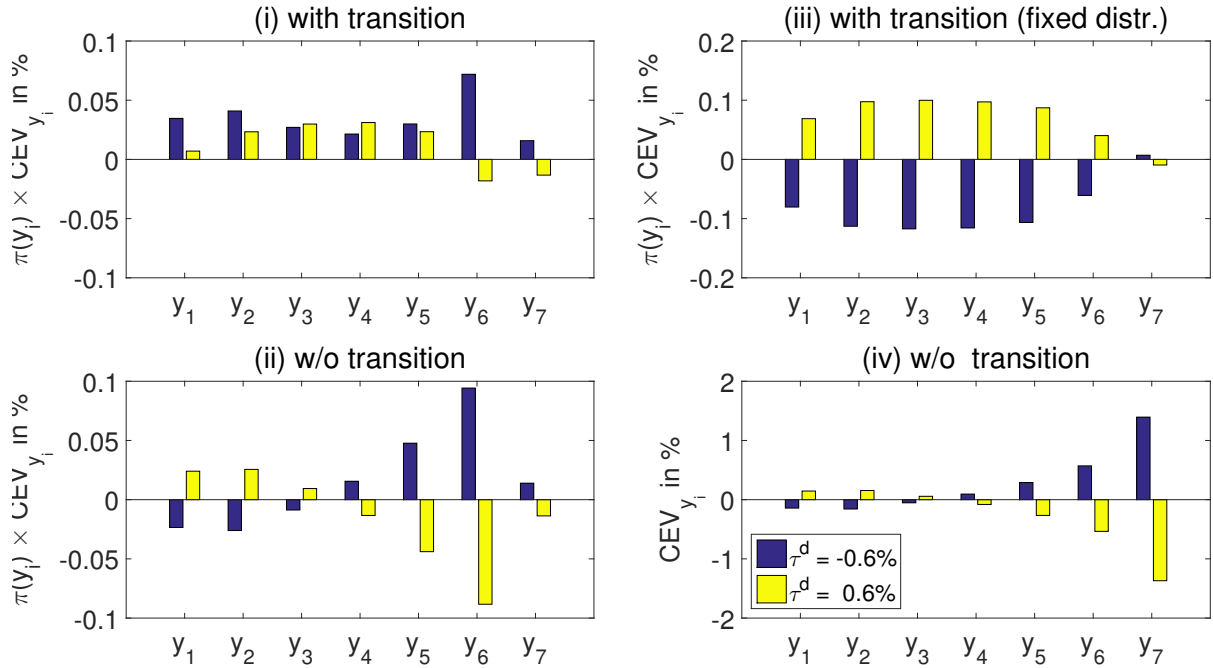 (i) with transition
0.1
0.05
0
-0.05
-0.1
π(y_i) × CEV_{y_i} in %
y_1 y_2 y_3 y_4 y_5 y_6 y_7
(iii) with transition (fixed distr.)
0.2
0.1
0
-0.1
-0.2
π(y_i) × CEV_{y_i} in %
y_1 y_2 y_3 y_4 y_5 y_6 y_7
(ii) w/o transition
0.1
0.05
0
-0.05
-0.1
π(y_i) × CEV_{y_i} in %
y_1 y_2 y_3 y_4 y_5 y_6 y_7
(iv) w/o transition
2
1
0
-1
-2
CEV_{y_i} in %
τ^d = -0.6%
τ^d = 0.6%
y_1 y_2 y_3 y_4 y_5 y_6 y_7